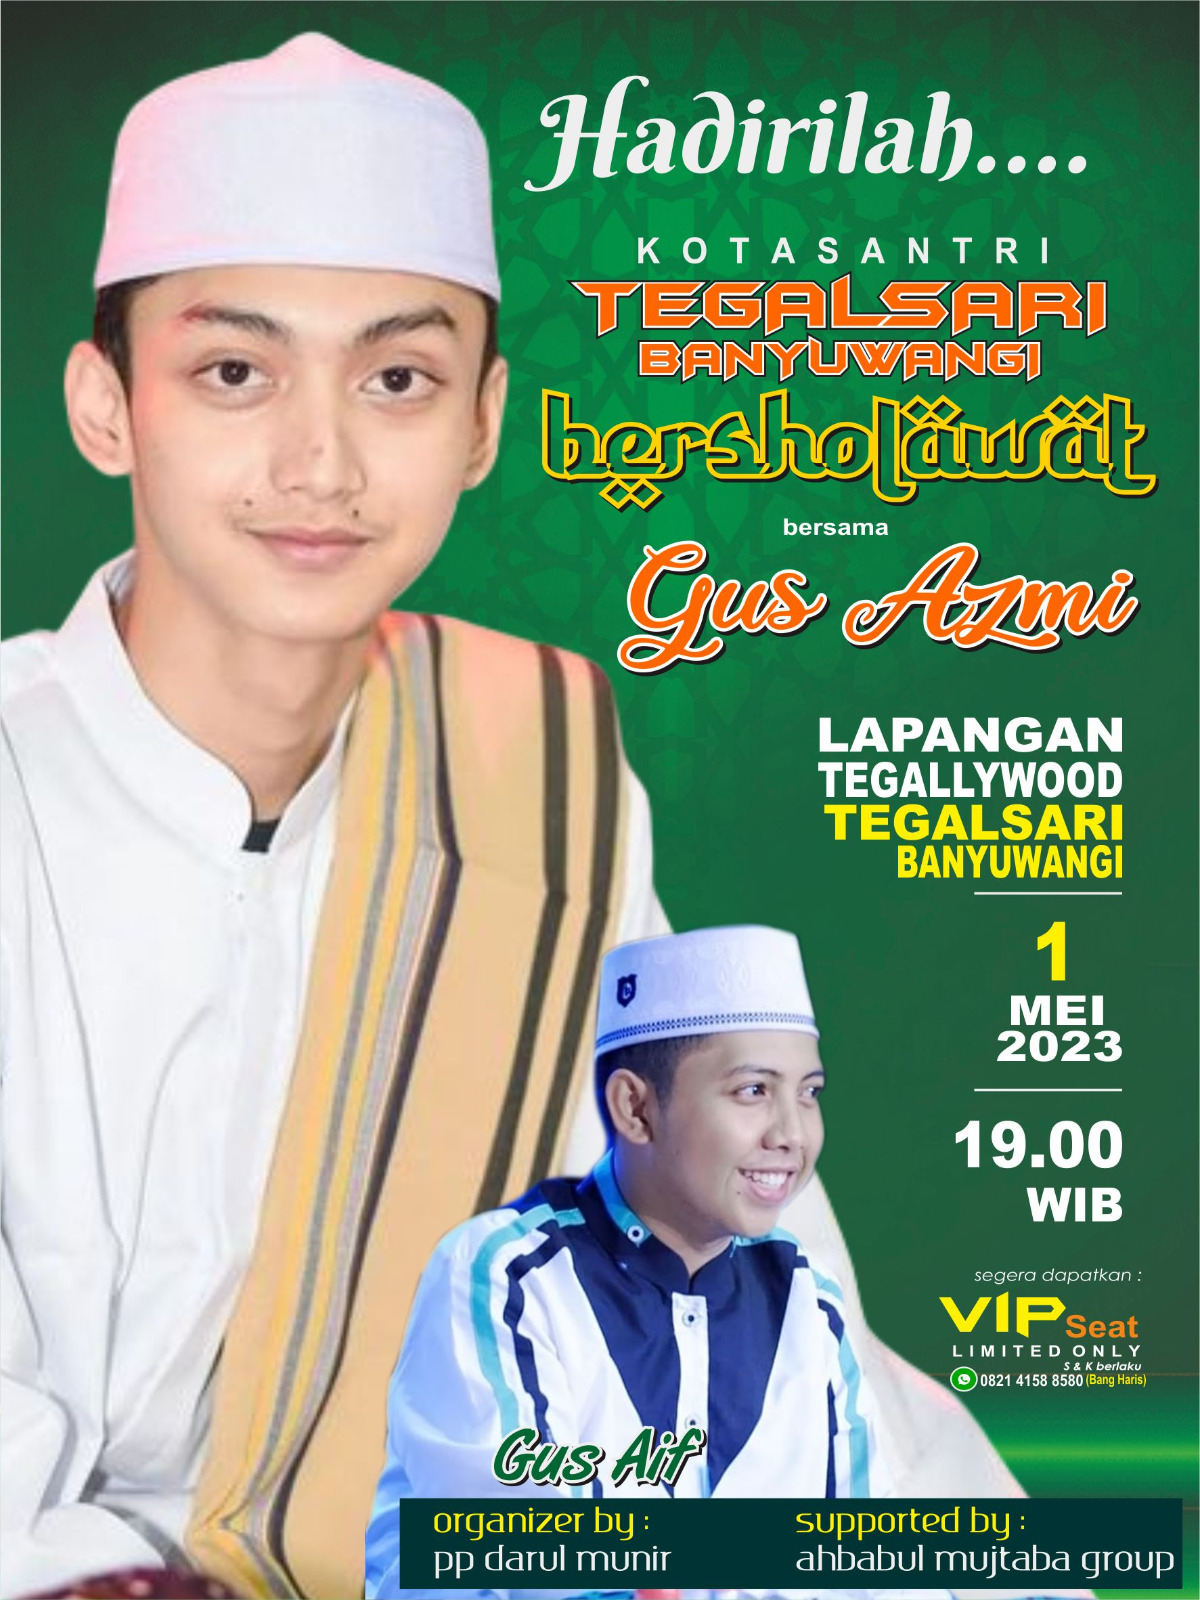 Hadirilah....
KOTASANTRI
TEGALSARI
BANYUWANGI
bersholawat
bersama
Gus Azmi
LAPANGAN
TEGALLYWOOD
TEGALSARI
BANYUWANGI
1
MEI
2023
19.00
WIB
segera dapatkan :
VIP Seat
LIMITED ONLY
S & K berlaku
0821 4158 8580 (Bang Haris)
Gus Aif
organizer by :
pp darul munir
supported by :
ahbabul mujtaba group